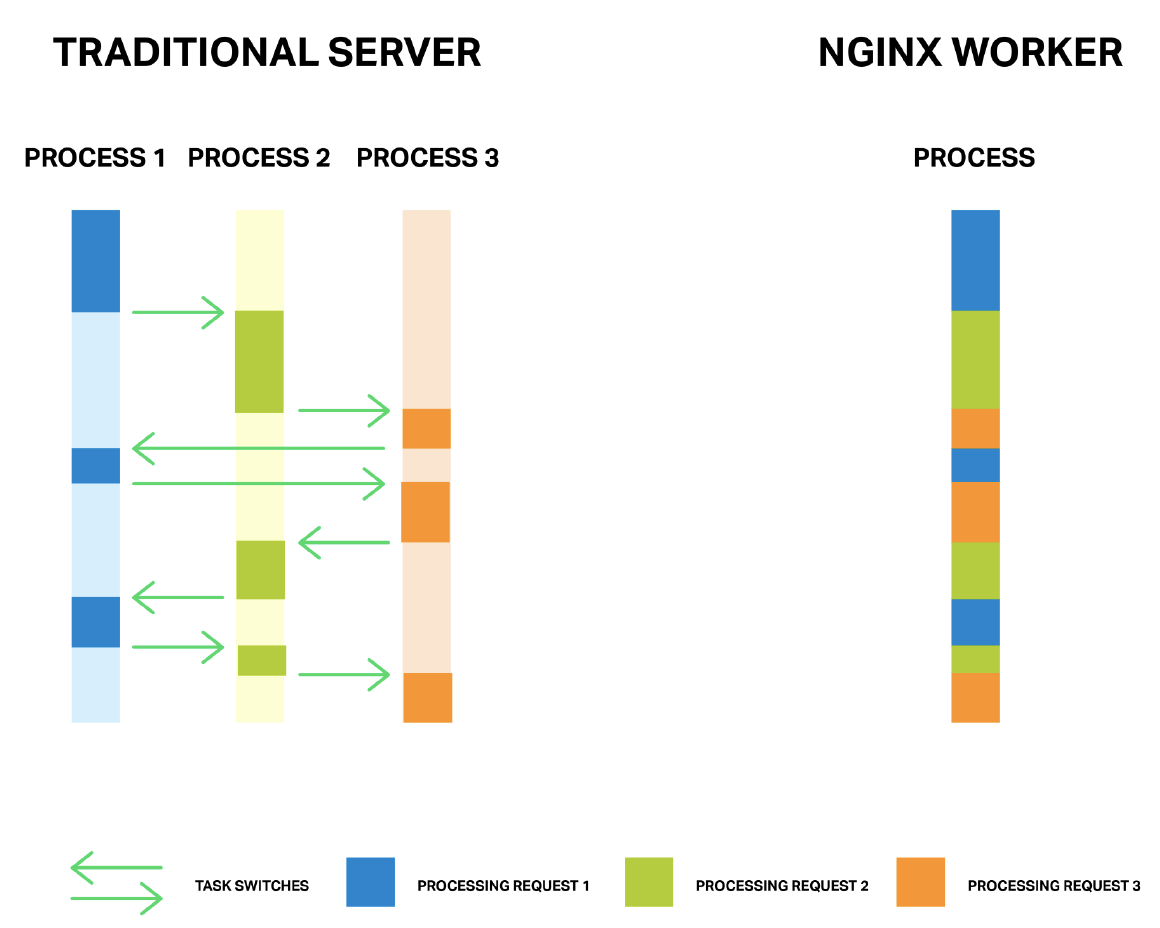 TRADITIONAL SERVER
NGINX WORKER
PROCESS 1
PROCESS 2
PROCESS 3
PROCESS
TASK SWITCHES
PROCESSING REQUEST 1
PROCESSING REQUEST 2
PROCESSING REQUEST 3